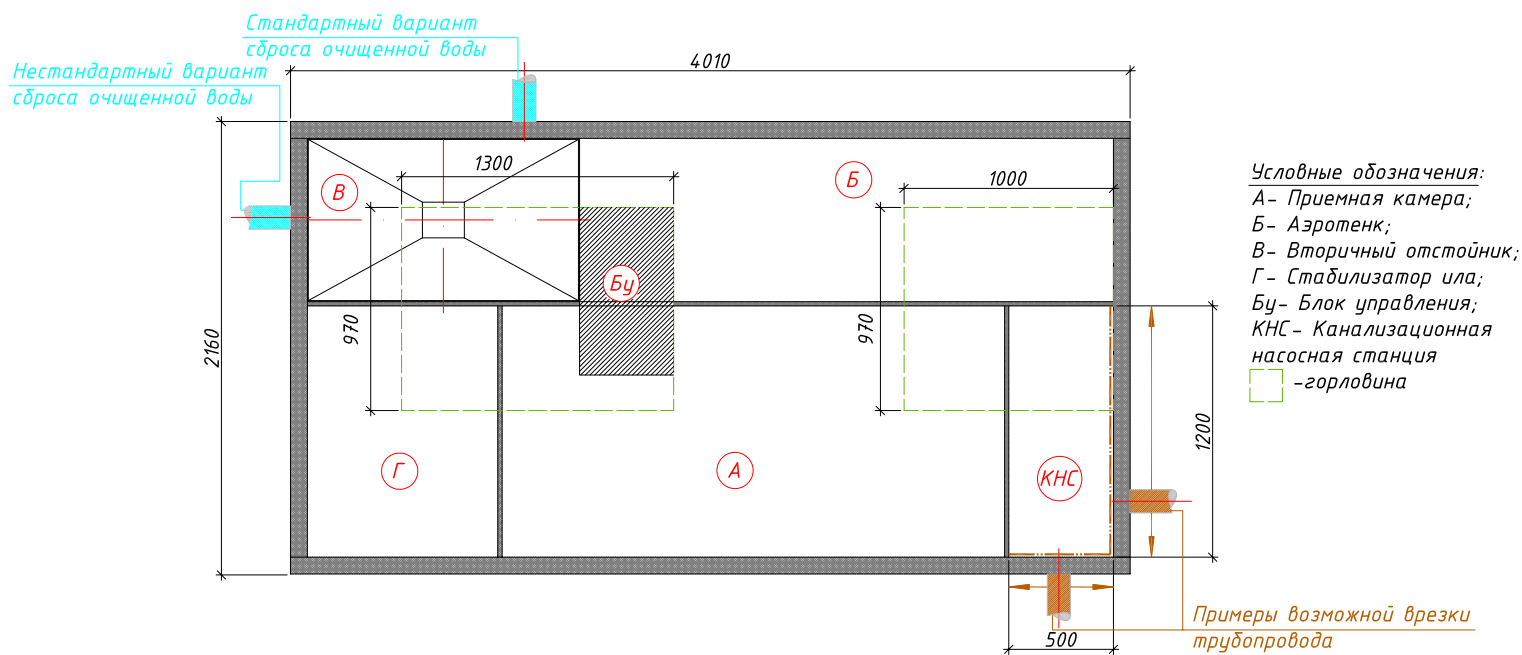 Стандартный вариант
сброса очищенной воды
Нестандартный вариант
сброса очищенной воды
4010
1300
1000
В
Б
Бу
970
970
2160
1200
Г
А
КНС
500
Условные обозначения:
А- Приемная камера;
Б- Аэротенк;
В- Вторичный отстойник;
Г- Стабилизатор ила;
Бу- Блок управления;
КНС- Канализационная
насосная станция
-горловина
Примеры возможной врезки
трубопровода